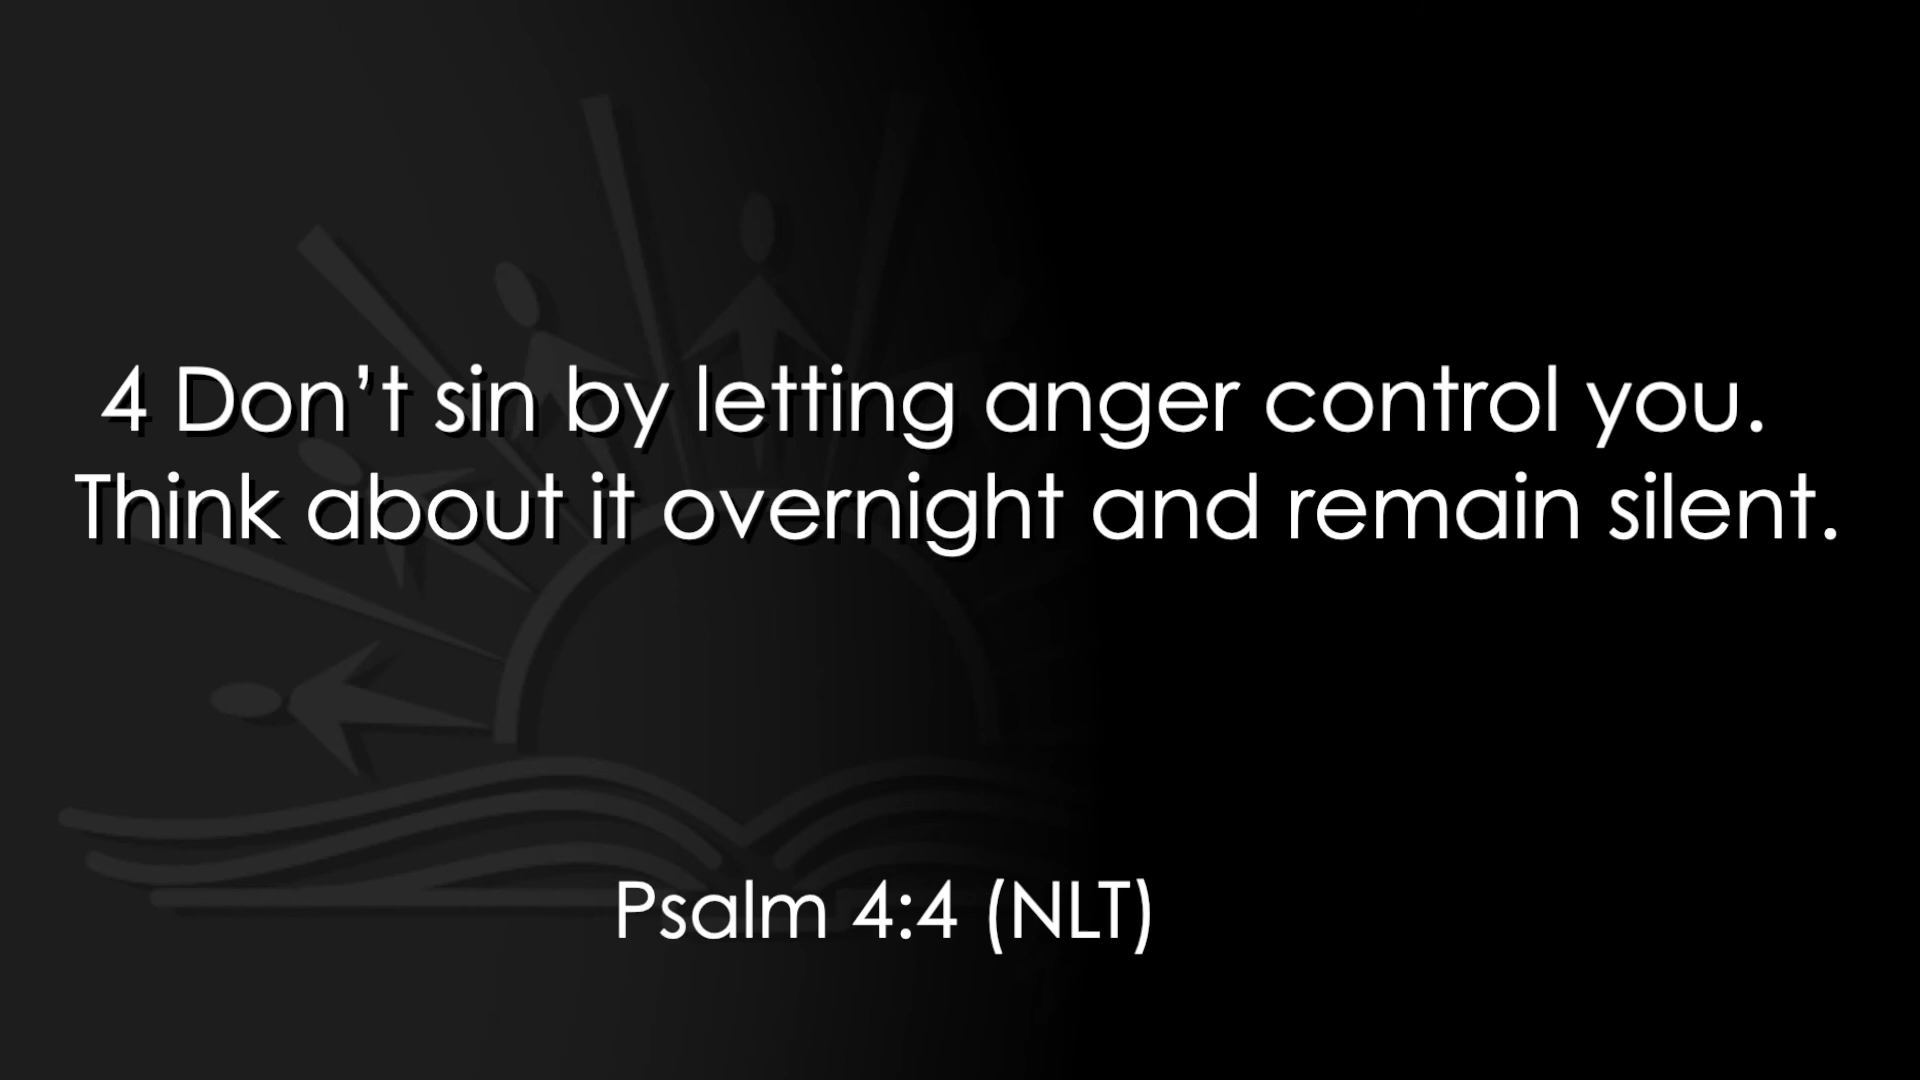 4 Don’t sin by letting anger control you.
Think about it overnight and remain silent.
Psalm 4:4 (NLT)